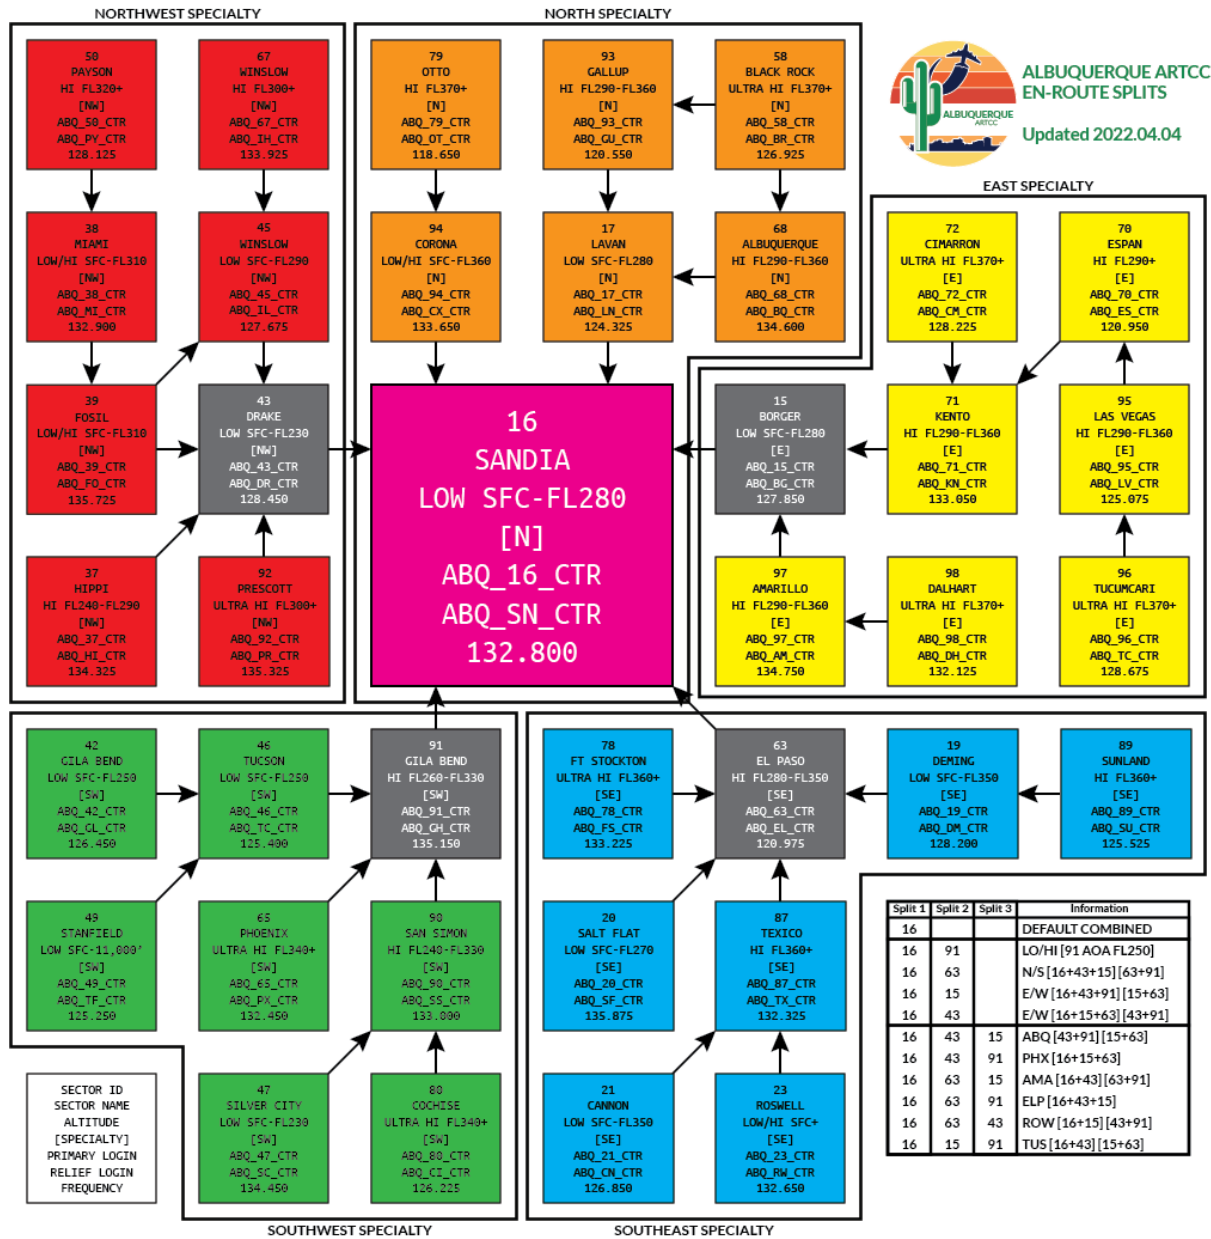 NORTHWEST SPECIALTY
50
PAYSON
HI FL320+
[NW]
ABQ_50_CTR
ABQ_PY_CTR
128.125
67
WINSLOW
HI FL300+
[NW]
ABQ_67_CTR
ABQ_IH_CTR
133.925
38
MIAMI
LOW/HI SFC-FL310
[NW]
ABQ_38_CTR
ABQ_MI_CTR
132.900
45
WINSLOW
LOW SFC-FL290
[NW]
ABQ_45_CTR
ABQ_IL_CTR
127.675
39
FOSIL
LOW/HI SFC-FL310
[NW]
ABQ_39_CTR
ABQ_FO_CTR
135.725
43
DRAKE
LOW SFC-FL230
[NW]
ABQ_43_CTR
ABQ_DR_CTR
128.450
37
HIPPI
HI FL240-FL290
[NW]
ABQ_37_CTR
ABQ_HI_CTR
134.325
92
PRESCOTT
ULTRA HI FL300+
[NW]
ABQ_92_CTR
ABQ_PR_CTR
135.325
NORTH SPECIALTY
79
OTTO
HI FL370+
[N]
ABQ_79_CTR
ABQ_OT_CTR
118.650
93
GALLUP
HI FL290-FL360
[N]
ABQ_93_CTR
ABQ_GU_CTR
120.550
58
BLACK ROCK
ULTRA HI FL370+
[N]
ABQ_58_CTR
ABQ_BR_CTR
126.925
94
CORONA
LOW/HI SFC-FL360
[N]
ABQ_94_CTR
ABQ_CX_CTR
133.650
17
LAVAN
LOW SFC-FL280
[N]
ABQ_17_CTR
ABQ_LN_CTR
124.325
68
ALBUQUERQUE
HI FL290-FL360
[N]
ABQ_68_CTR
ABQ_BQ_CTR
134.600
16
SANDIA
LOW SFC-FL280
[N]
ABQ_16_CTR
ABQ_SN_CTR
132.800
ALBUQUERQUE
ARTCC
ALBUQUERQUE ARTCC
EN-ROUTE SPLITS
Updated 2022.04.04
EAST SPECIALTY
72
CIMARRON
ULTRA HI FL370+
[E]
ABQ_72_CTR
ABQ_CM_CTR
128.225
70
ESPAN
HI FL290+
[E]
ABQ_70_CTR
ABQ_ES_CTR
120.950
15
BORGER
LOW SFC-FL280
[E]
ABQ_15_CTR
ABQ_BG_CTR
127.850
71
KENTO
HI FL290-FL360
[E]
ABQ_71_CTR
ABQ_KN_CTR
133.050
95
LAS VEGAS
HI FL290-FL360
[E]
ABQ_95_CTR
ABQ_LV_CTR
125.075
97
AMARILLO
HI FL290-FL360
[E]
ABQ_97_CTR
ABQ_AM_CTR
134.750
98
DALHART
ULTRA HI FL370+
[E]
ABQ_98_CTR
ABQ_DH_CTR
132.125
96
TUCUMCARI
ULTRA HI FL370+
[E]
ABQ_96_CTR
ABQ_TC_CTR
128.675
42
GILA BEND
LOW SFC-FL250
[SW]
ABQ_42_CTR
ABQ_GL_CTR
126.450
46
TUCSON
LOW SFC-FL250
[SW]
ABQ_46_CTR
ABQ_TC_CTR
125.400
91
GILA BEND
HI FL260-FL330
[SW]
ABQ_91_CTR
ABQ_GH_CTR
135.150
49
STANFIELD
LOW SFC-11,000'
[SW]
ABQ_49_CTR
ABQ_TF_CTR
125.250
65
PHOENIX
ULTRA HI FL340+
[SW]
ABQ_65_CTR
ABQ_PX_CTR
132.450
90
SAN SIMON
HI FL240-FL330
[SW]
ABQ_90_CTR
ABQ_SS_CTR
133.000
47
SILVER CITY
LOW SFC-FL230
[SW]
ABQ_47_CTR
ABQ_SC_CTR
134.450
80
COCHISE
ULTRA HI FL340+
[SW]
ABQ_80_CTR
ABQ_CI_CTR
126.225
SOUTHWEST SPECIALTY
SECTOR ID
SECTOR NAME
ALTITUDE
[SPECIALTY]
PRIMARY LOGIN
RELIEF LOGIN
FREQUENCY
78
FT STOCKTON
ULTRA HI FL360+
[SE]
ABQ_78_CTR
ABQ_FS_CTR
133.225
63
EL PASO
HI FL280-FL350
[SE]
ABQ_63_CTR
ABQ_EL_CTR
120.975
19
DEMING
LOW SFC-FL350
[SE]
ABQ_19_CTR
ABQ_DM_CTR
128.200
89
SUNLAND
HI FL360+
[SE]
ABQ_89_CTR
ABQ_SU_CTR
125.525
20
SALT FLAT
LOW SFC-FL270
[SE]
ABQ_20_CTR
ABQ_SF_CTR
135.875
87
TEXICO
HI FL360+
[SE]
ABQ_87_CTR
ABQ_TX_CTR
132.325
21
CANNON
LOW SFC-FL350
[SE]
ABQ_21_CTR
ABQ_CN_CTR
126.850
23
ROSWELL
LOW/HI SFC+
[SE]
ABQ_23_CTR
ABQ_RW_CTR
132.650
SOUTHEAST SPECIALTY
Split 1 Split 2 Split 3 Information
16 DEFAULT COMBINED
16 91 LO/HI [91 AOA FL250]
16 63 N/S [16+43+15] [63+91]
16 15 E/W [16+43+91] [15+63]
16 43 E/W [16+15+63] [43+91]
16 43 15 ABQ [43+91] [15+63]
16 43 91 PHX [16+15+63]
16 63 15 AMA [16+43] [63+91]
16 63 91 ELP [16+43+15]
16 63 43 ROW [16+15] [43+91]
16 15 91 TUS [16+43] [15+63]